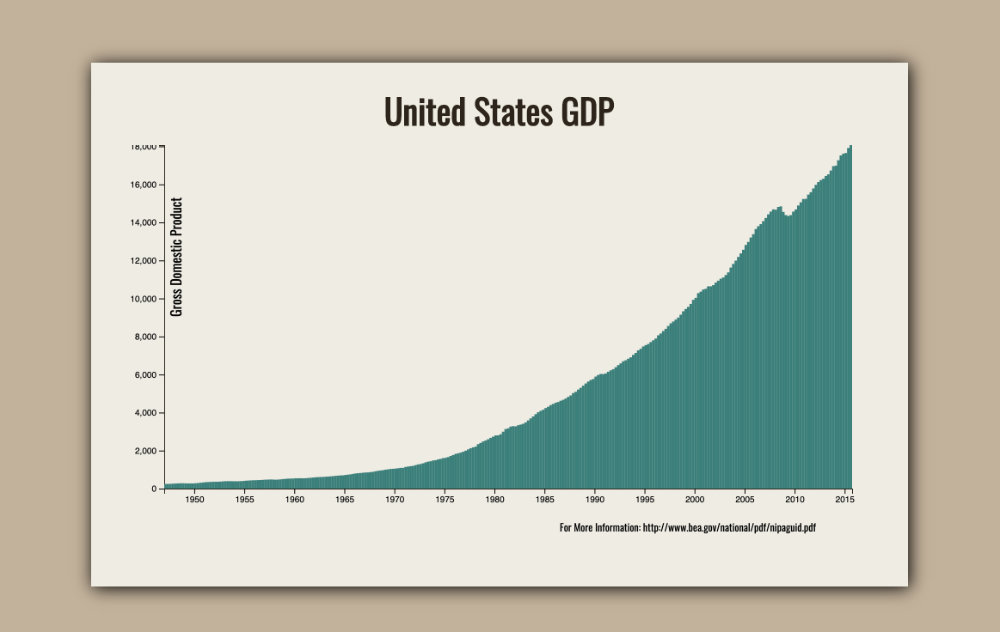 United States GDP
18,000
16,000
14,000
12,000
10,000
8,000
6,000
4,000
2,000
0
Gross Domestic Product
1950 1955 1960 1965 1970 1975 1980 1985 1990 1995 2000 2005 2010 2015
For More Information: http://www.bea.gov/national/pdf/nipaguid.pdf